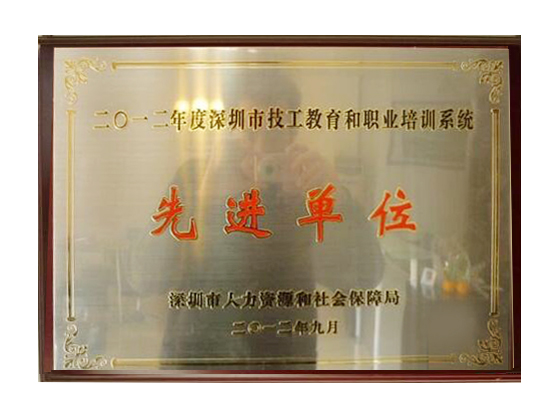 二〇一二年度深圳市技工教育和职业培训系统
先进单位
深圳市人力资源和社会保障局
二〇一二年九月